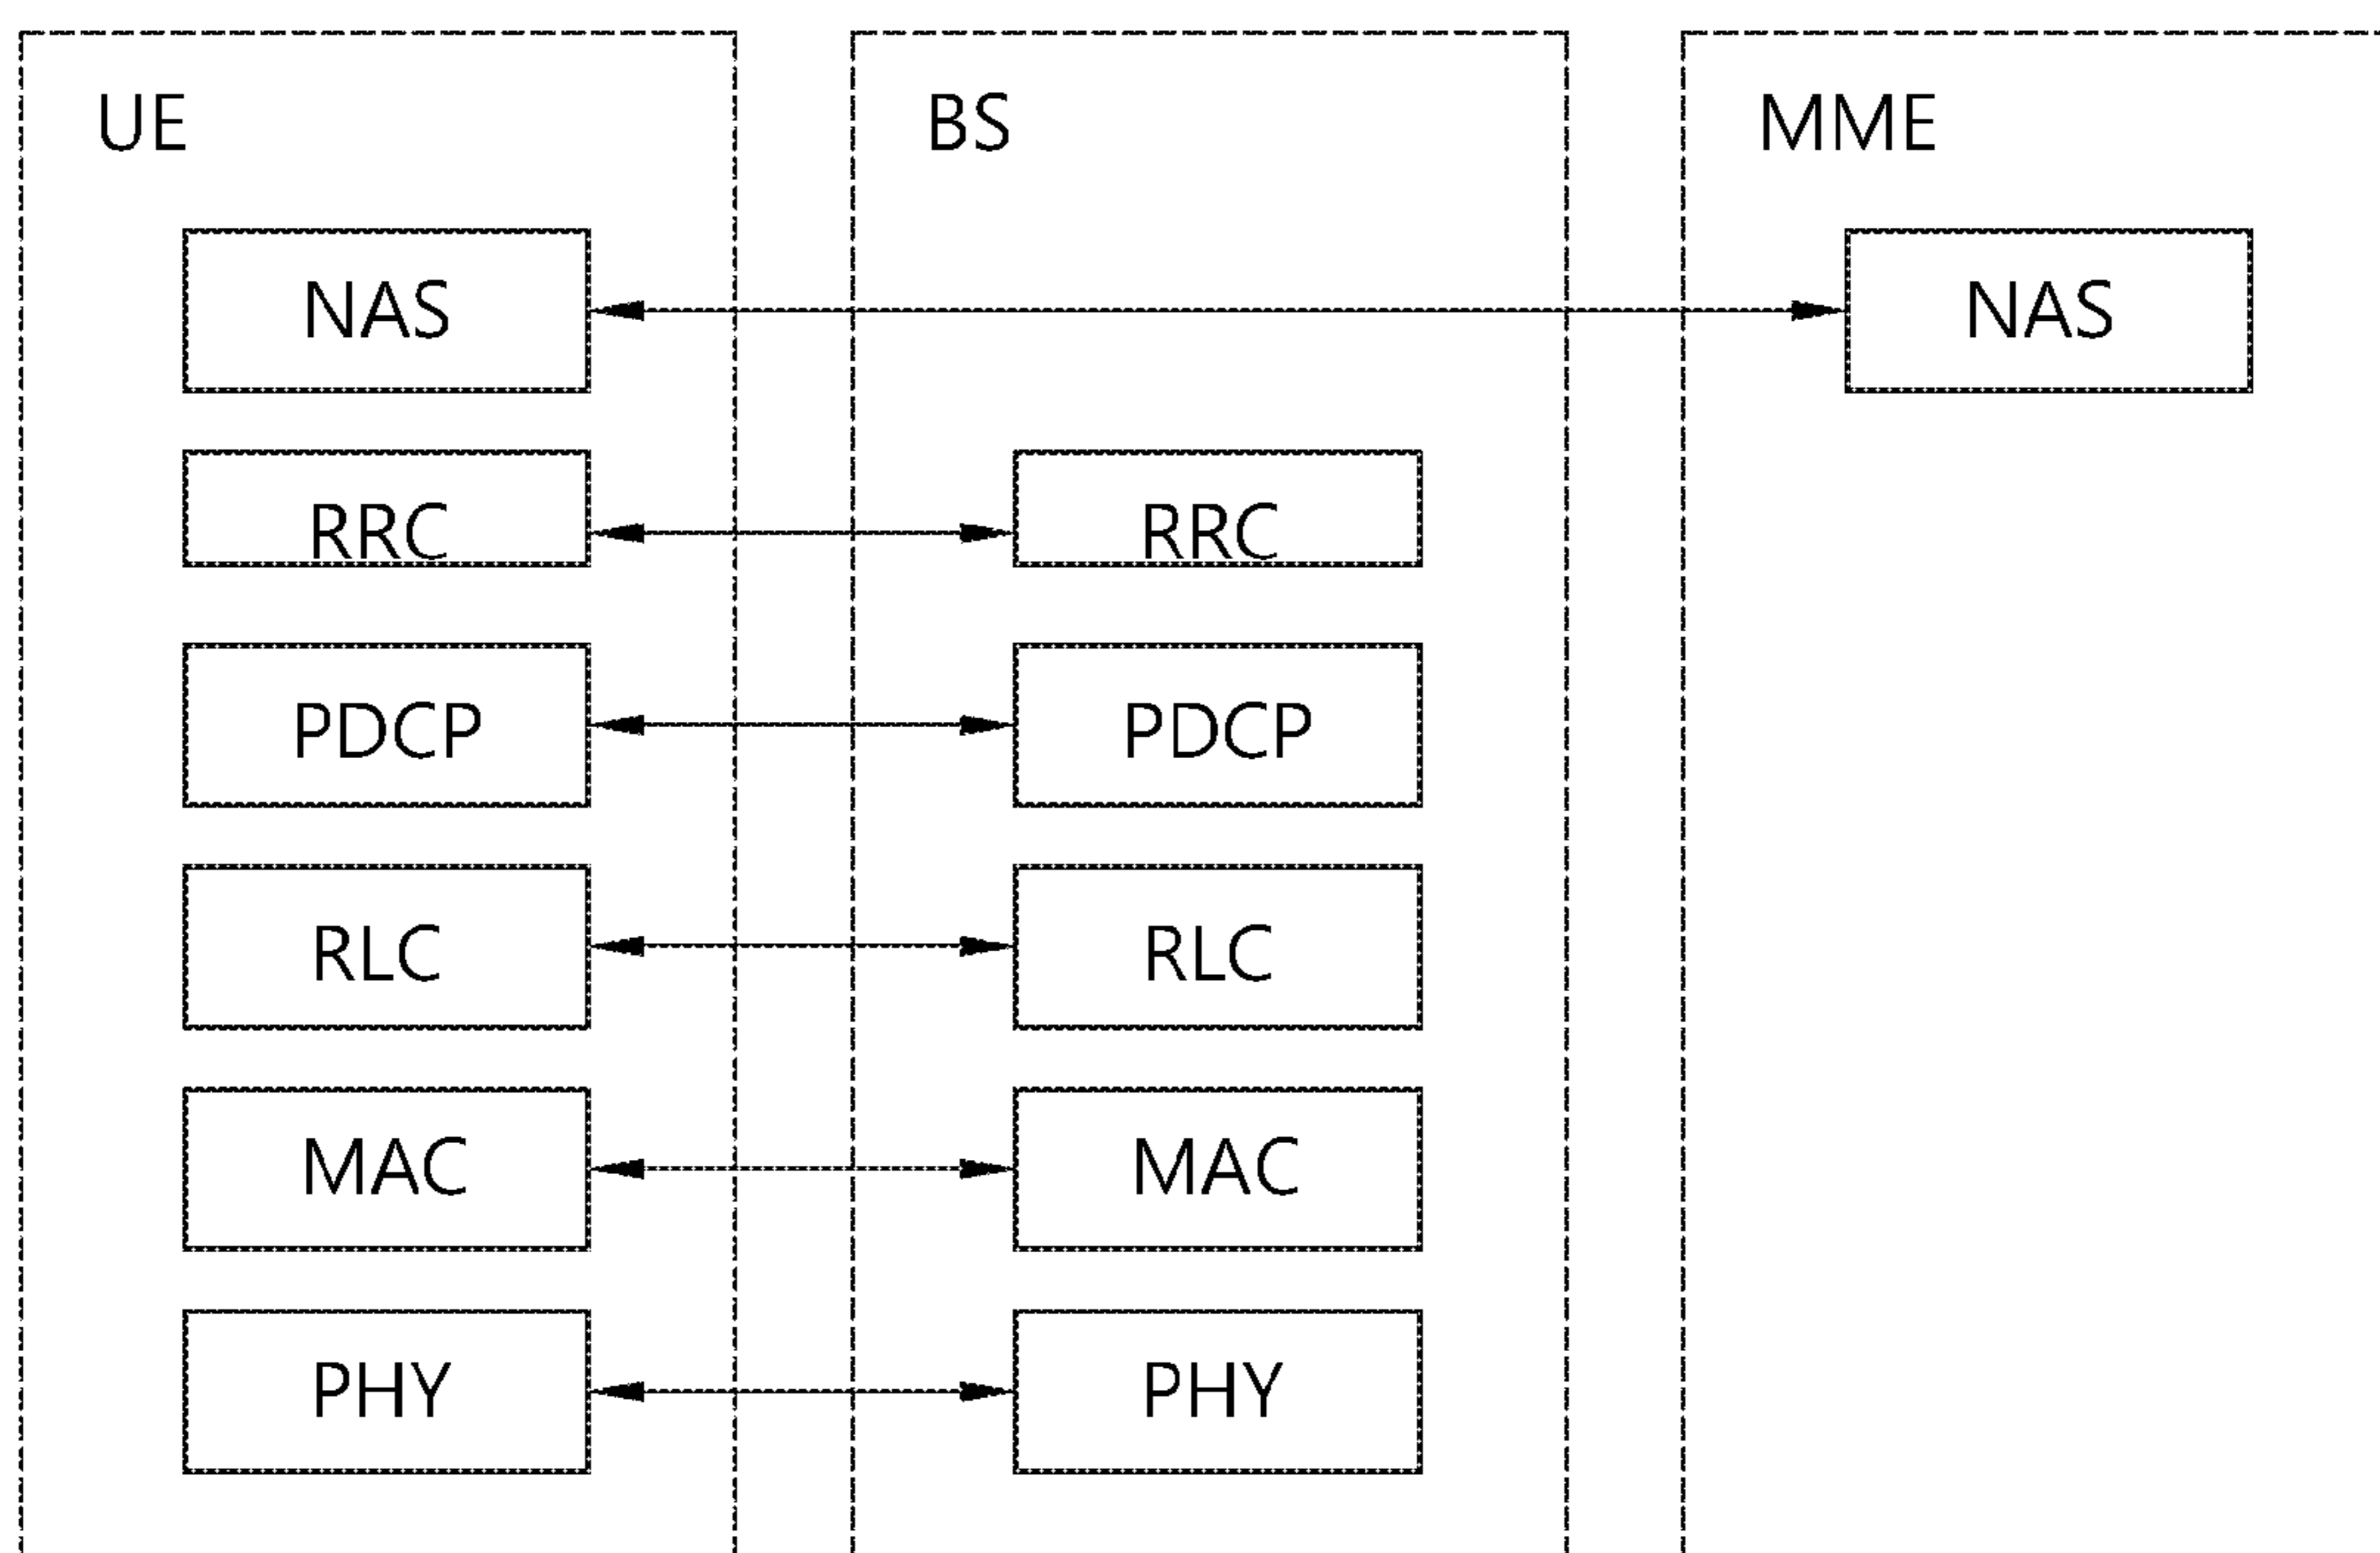 UE
BS
MME
NAS
NAS
RRC
RRC
PDCP
PDCP
RLC
RLC
MAC
MAC
PHY
PHY